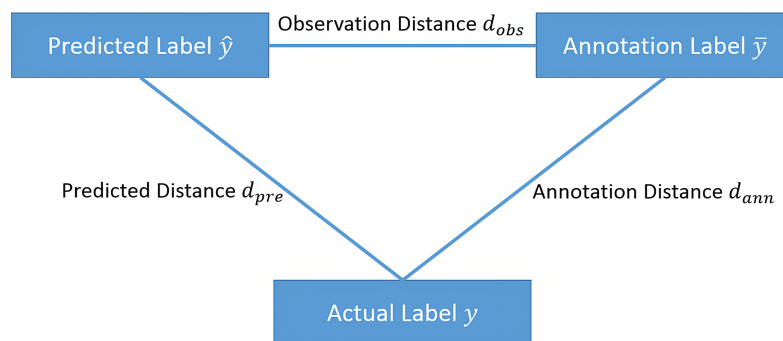 Observation Distance d_obs
Predicted Label ŷ
Annotation Label ȳ
Predicted Distance d_pre
Annotation Distance d_ann
Actual Label y